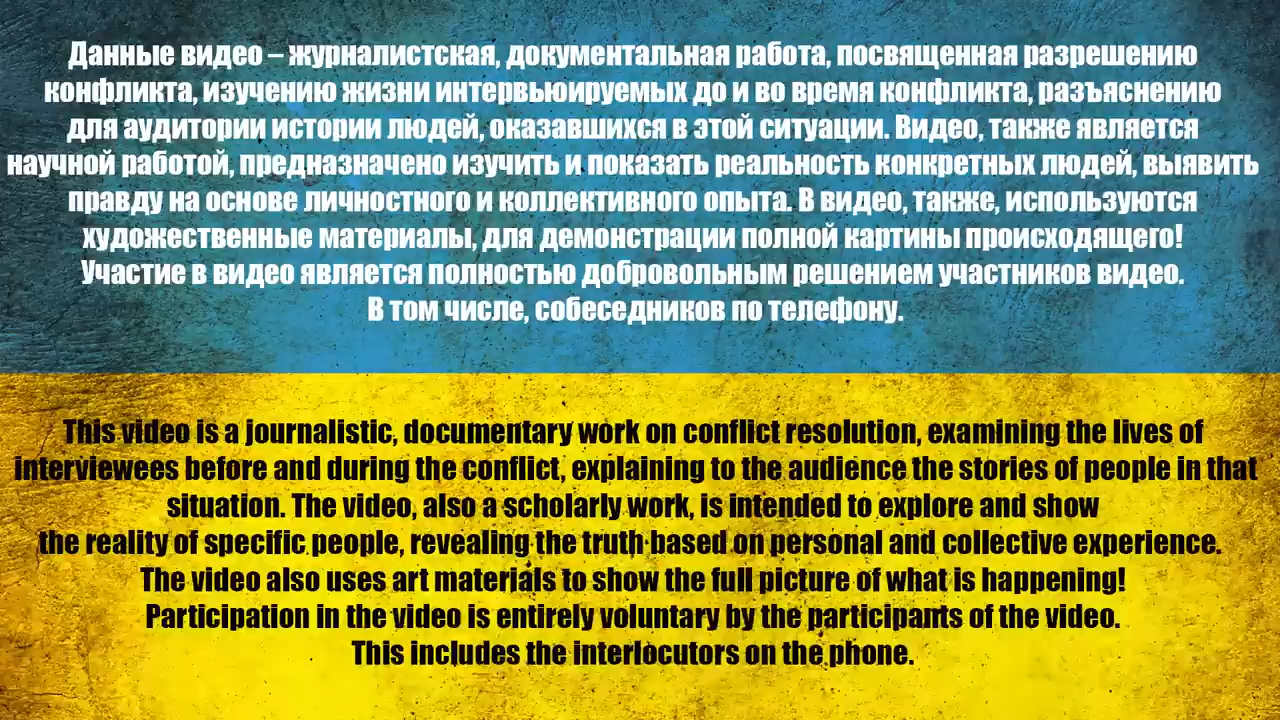 Данные видео – журналистская, документальная работа, посвященная разрешению
конфликта, изучению жизни интервьюируемых до и во время конфликта, разъяснению
для аудитории истории людей, оказавшихся в этой ситуации. Видео, также является
научной работой, предназначено изучить и показать реальность конкретных людей, выявить
правду на основе личностного и коллективного опыта. В видео, также, используются
художественные материалы, для демонстрации полной картины происходящего!
Участие в видео является полностью добровольным решением участников видео.
В том числе, собеседников по телефону.
This video is a journalistic, documentary work on conflict resolution, examining the lives of
interviewees before and during the conflict, explaining to the audience the stories of people in that
situation. The video, also a scholarly work, is intended to explore and show
the reality of specific people, revealing the truth based on personal and collective experience.
The video also uses art materials to show the full picture of what is happening!
Participation in the video is entirely voluntary by the participants of the video.
This includes the interlocutors on the phone.